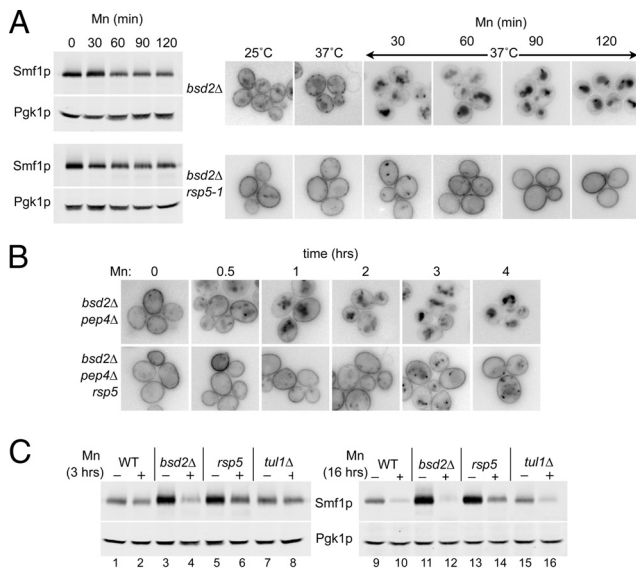 A
Mn (min)
0 30 60 90 120
Smf1p
Pgk1p
Smf1p
Pgk1p
Mn (min)
25˚C 37˚C 30 60 90 120
37˚C
bsd2Δ
bsd2Δ
rsp5-1
B
time (hrs)
Mn: 0 0.5 1 2 3 4
bsd2Δ
pep4Δ
bsd2Δ
pep4Δ
rsp5
C
Mn
(3 hrs)
WT bsd2Δ rsp5 tul1Δ
– + – + – + – +
1 2 3 4 5 6 7 8
Mn
(16 hrs)
WT bsd2Δ rsp5 tul1Δ
– + – + – + – +
Smf1p
Pgk1p
9 10 11 12 13 14 15 16